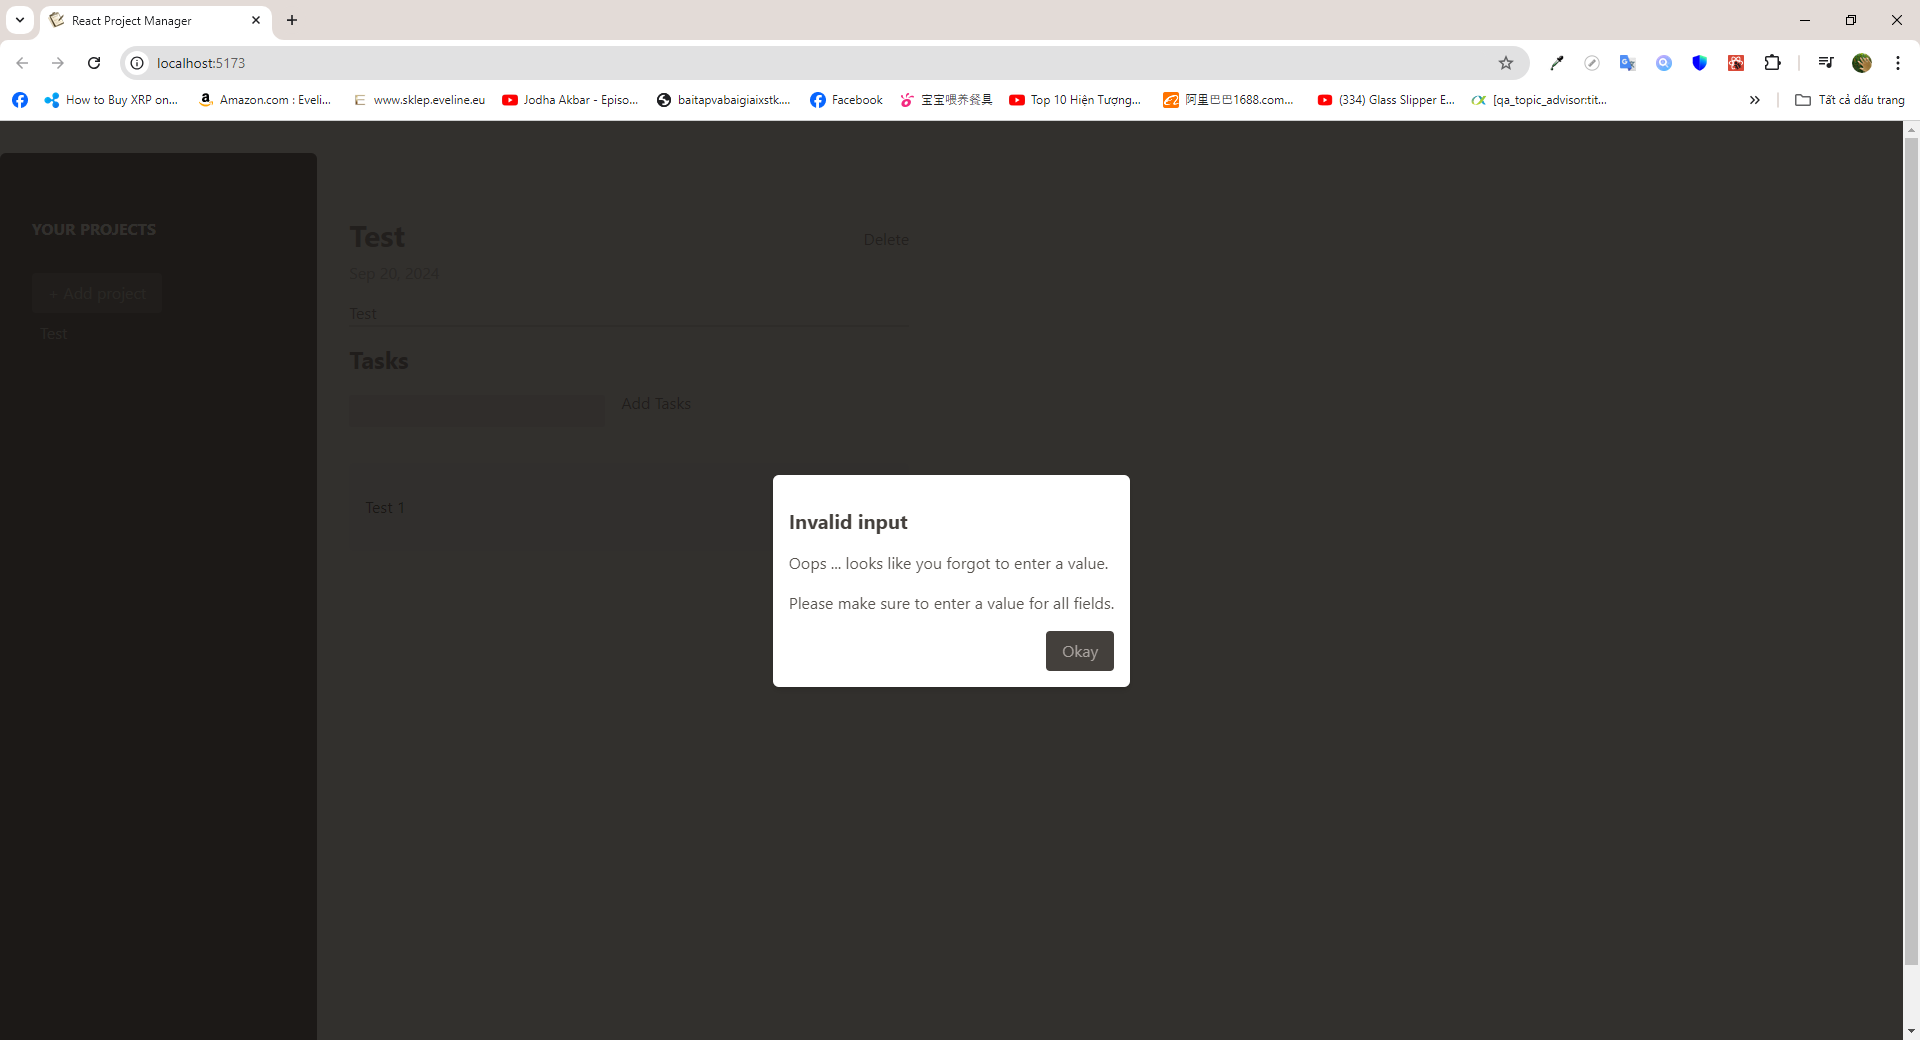 React Project Manager
localhost:5173
How to Buy XRP on...
Amazon.com : Eveli...
www.sklep.eveline.eu
Jodha Akbar - Episo...
baitapvabaigiaixstk....
Facebook
宝宝喂养餐具
Top 10 Hiện Tượng...
阿里巴巴1688.com...
(334) Glass Slipper E...
[qa_topic_advisor:tit...
Tất cả dấu trang
YOUR PROJECTS
+ Add project
Test
Test
Delete
Sep 20, 2024
Test
Tasks
Add Tasks
Test 1
Invalid input
Oops ... looks like you forgot to enter a value.
Please make sure to enter a value for all fields.
Okay